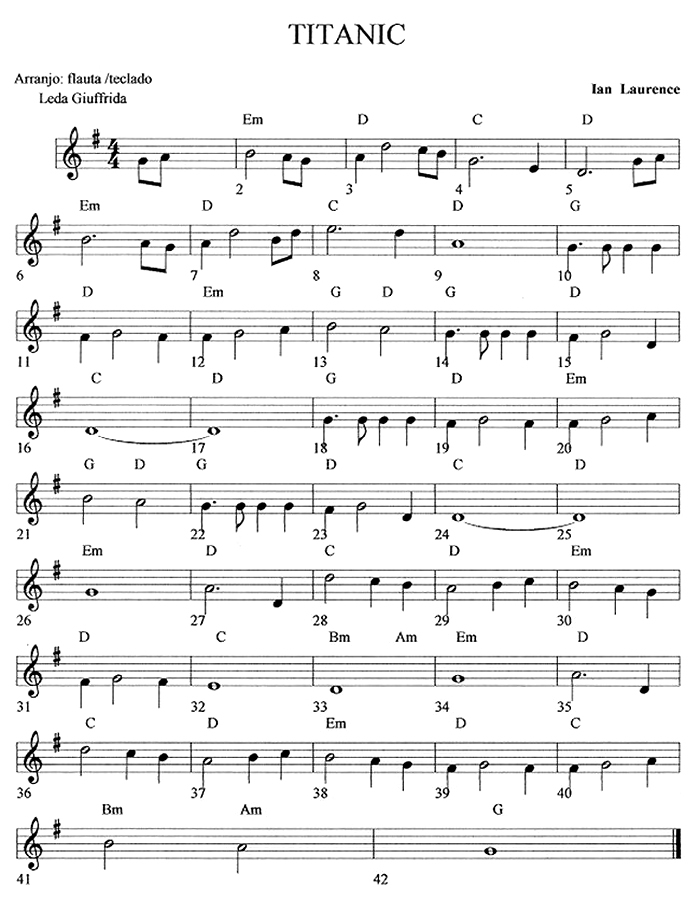 TITANIC
Arranjo: flauta /teclado
Leda Giuffrida
Ian Laurence
Em D C D
4
4
2 3 4 5
Em D C D G
6 7 8 9 10
D Em G D G D
11 12 13 14 15
C D G D Em
16 17 18 19 20
G D G D C D
21 22 23 24 25
Em D C D Em
26 27 28 29 30
D C Bm Am Em D
31 32 33 34 35
C D Em D C
36 37 38 39 40
Bm Am G
41 42